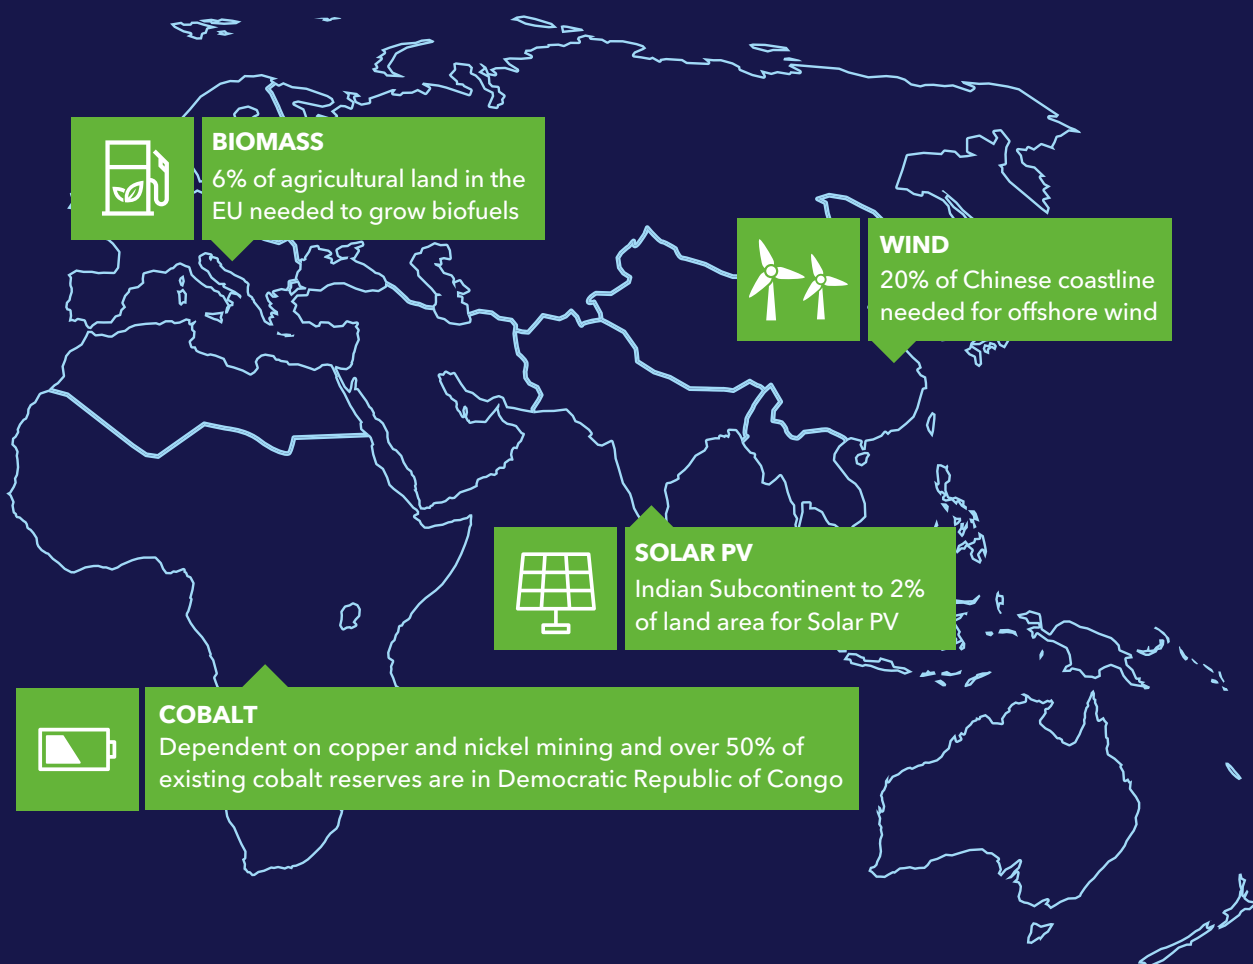 BIOMASS
6% of agricultural land in the
EU needed to grow biofuels
WIND
20% of Chinese coastline
needed for offshore wind
SOLAR PV
Indian Subcontinent to 2%
of land area for Solar PV
COBALT
Dependent on copper and nickel mining and over 50% of
existing cobalt reserves are in Democratic Republic of Congo